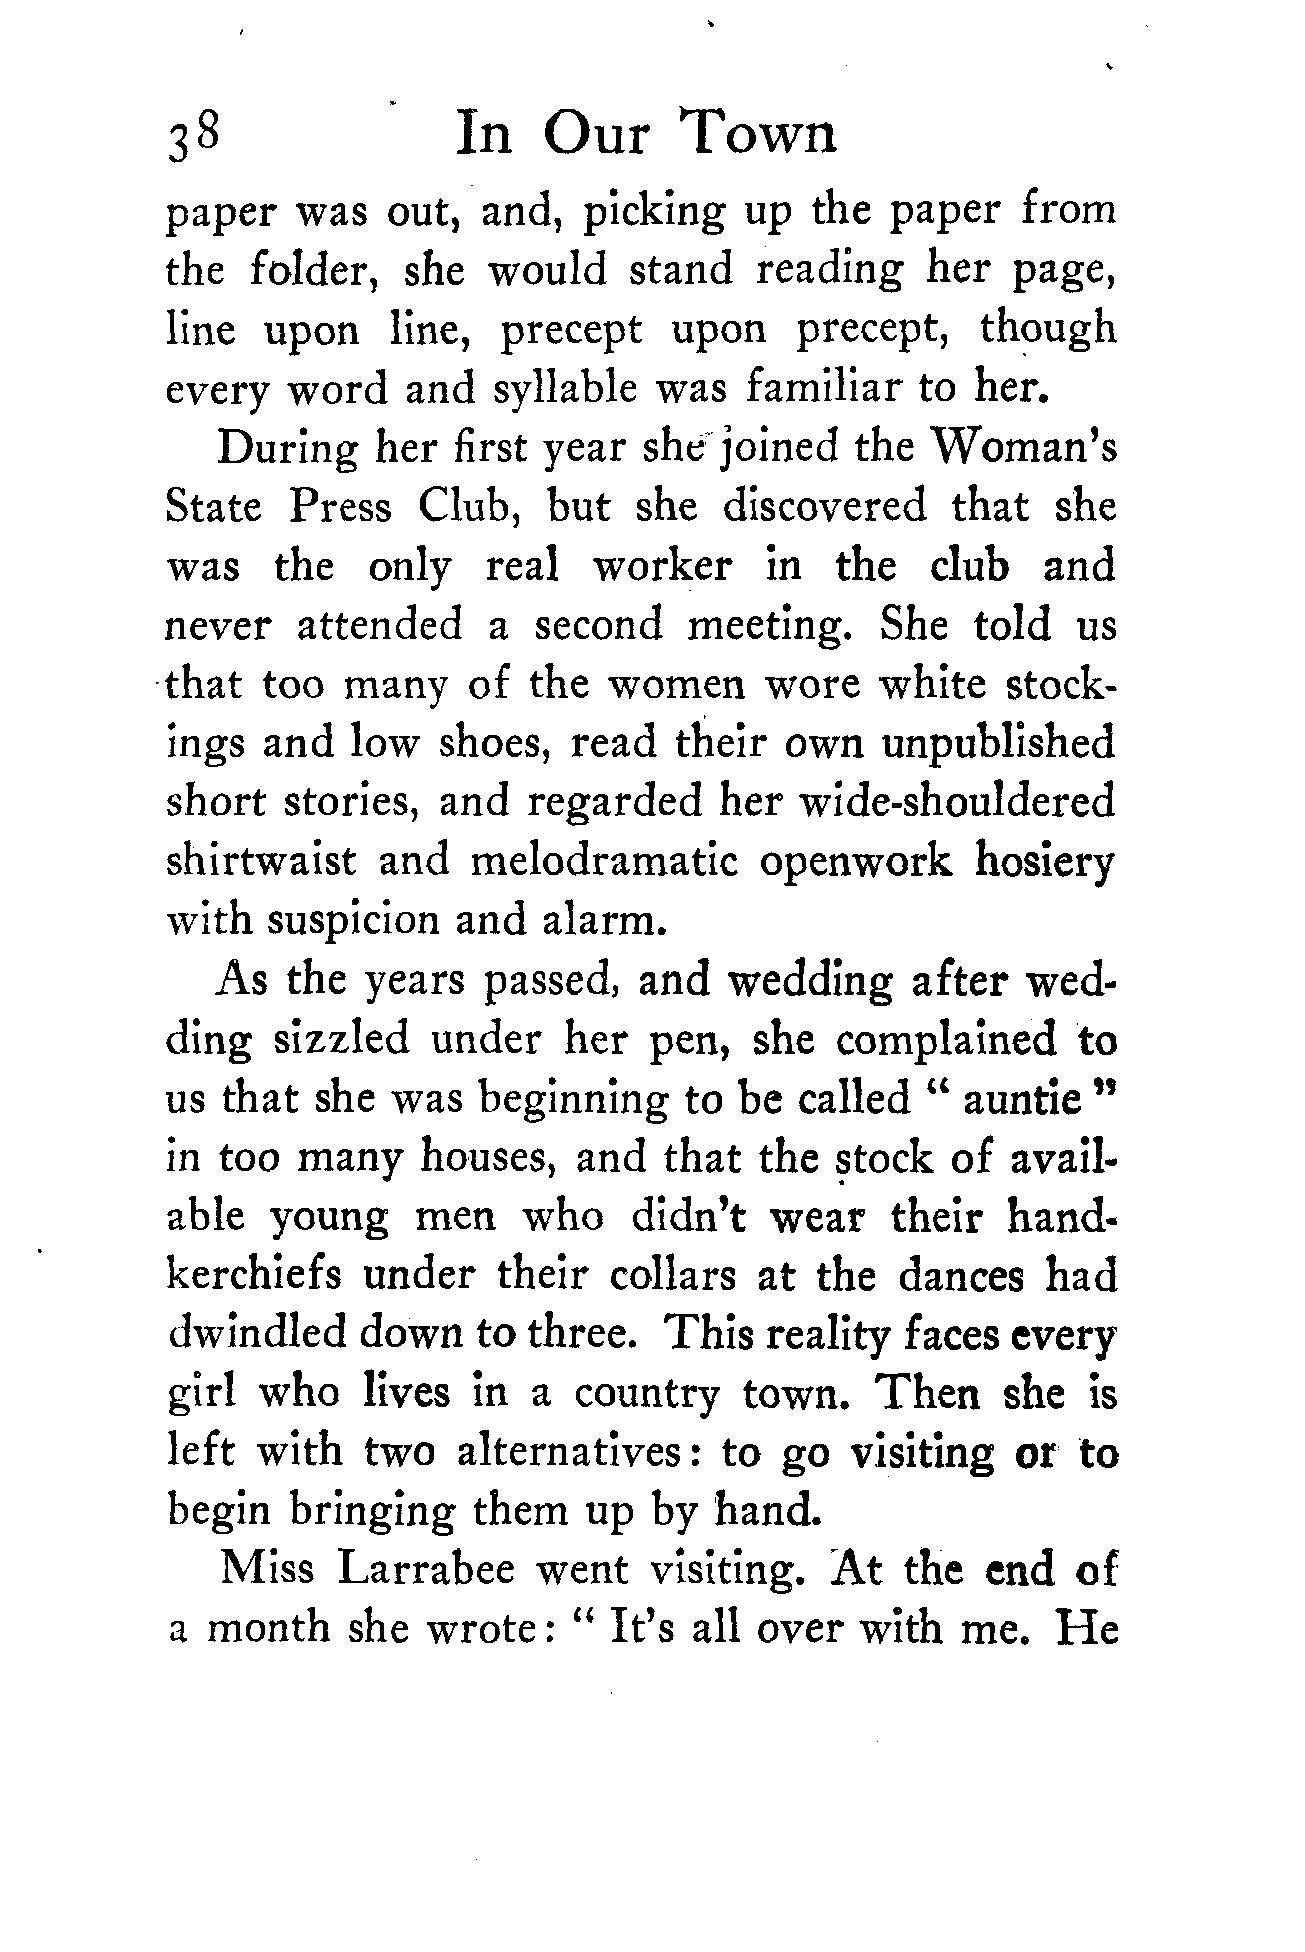 38 In Our Town
paper was out, and, picking up the paper from
the folder, she would stand reading her page,
line upon line, precept upon precept, though
every word and syllable was familiar to her.
During her first year she joined the Woman's
State Press Club, but she discovered that she
was the only real worker in the club and
never attended a second meeting. She told us
that too many of the women wore white stock-
ings and low shoes, read their own unpublished
short stories, and regarded her wide-shouldered
shirtwaist and melodramatic openwork hosiery
with suspicion and alarm.
As the years passed, and wedding after wed-
ding sizzled under her pen, she complained to
us that she was beginning to be called “ auntie ”
in too many houses, and that the stock of avail-
able young men who didn't wear their hand-
kerchiefs under their collars at the dances had
dwindled down to three. This reality faces every
girl who lives in a country town. Then she is
left with two alternatives: to go visiting or to
begin bringing them up by hand.
Miss Larrabee went visiting. At the end of
a month she wrote: “ It's all over with me. He